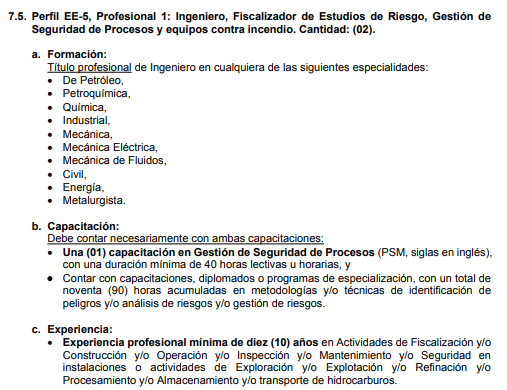 7.5. Perfil EE-5, Profesional 1: Ingeniero, Fiscalizador de Estudios de Riesgo, Gestión de
Seguridad de Procesos y equipos contra incendio. Cantidad: (02).
a. Formación:
Título profesional de Ingeniero en cualquiera de las siguientes especialidades:
• De Petróleo,
• Petroquímica,
• Química,
• Industrial,
• Mecánica,
• Mecánica Eléctrica,
• Mecánica de Fluidos,
• Civil,
• Energía,
• Metalurgista.
b. Capacitación:
Debe contar necesariamente con ambas capacitaciones:
• Una (01) capacitación en Gestión de Seguridad de Procesos (PSM, siglas en inglés),
con una duración mínima de 40 horas lectivas u horarias, y
• Contar con capacitaciones, diplomados o programas de especialización, con un total de
noventa (90) horas acumuladas en metodologías y/o técnicas de identificación de
peligros y/o análisis de riesgos y/o gestión de riesgos.
c. Experiencia:
• Experiencia profesional mínima de diez (10) años en Actividades de Fiscalización y/o
Construcción y/o Operación y/o Inspección y/o Mantenimiento y/o Seguridad en
instalaciones o actividades de Exploración y/o Explotación y/o Refinación y/o
Procesamiento y/o Almacenamiento y/o transporte de hidrocarburos.